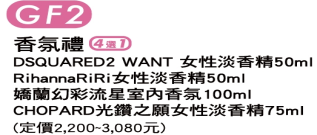 GF2
香氛禮 4選1
DSQUARED2 WANT 女性淡香精50ml
RihannaRiRi女性淡香精50ml
嬌蘭幻彩流星室內香氛100ml
CHOPARD光鑽之願女性淡香精75ml
(定價2,200~3,080元)